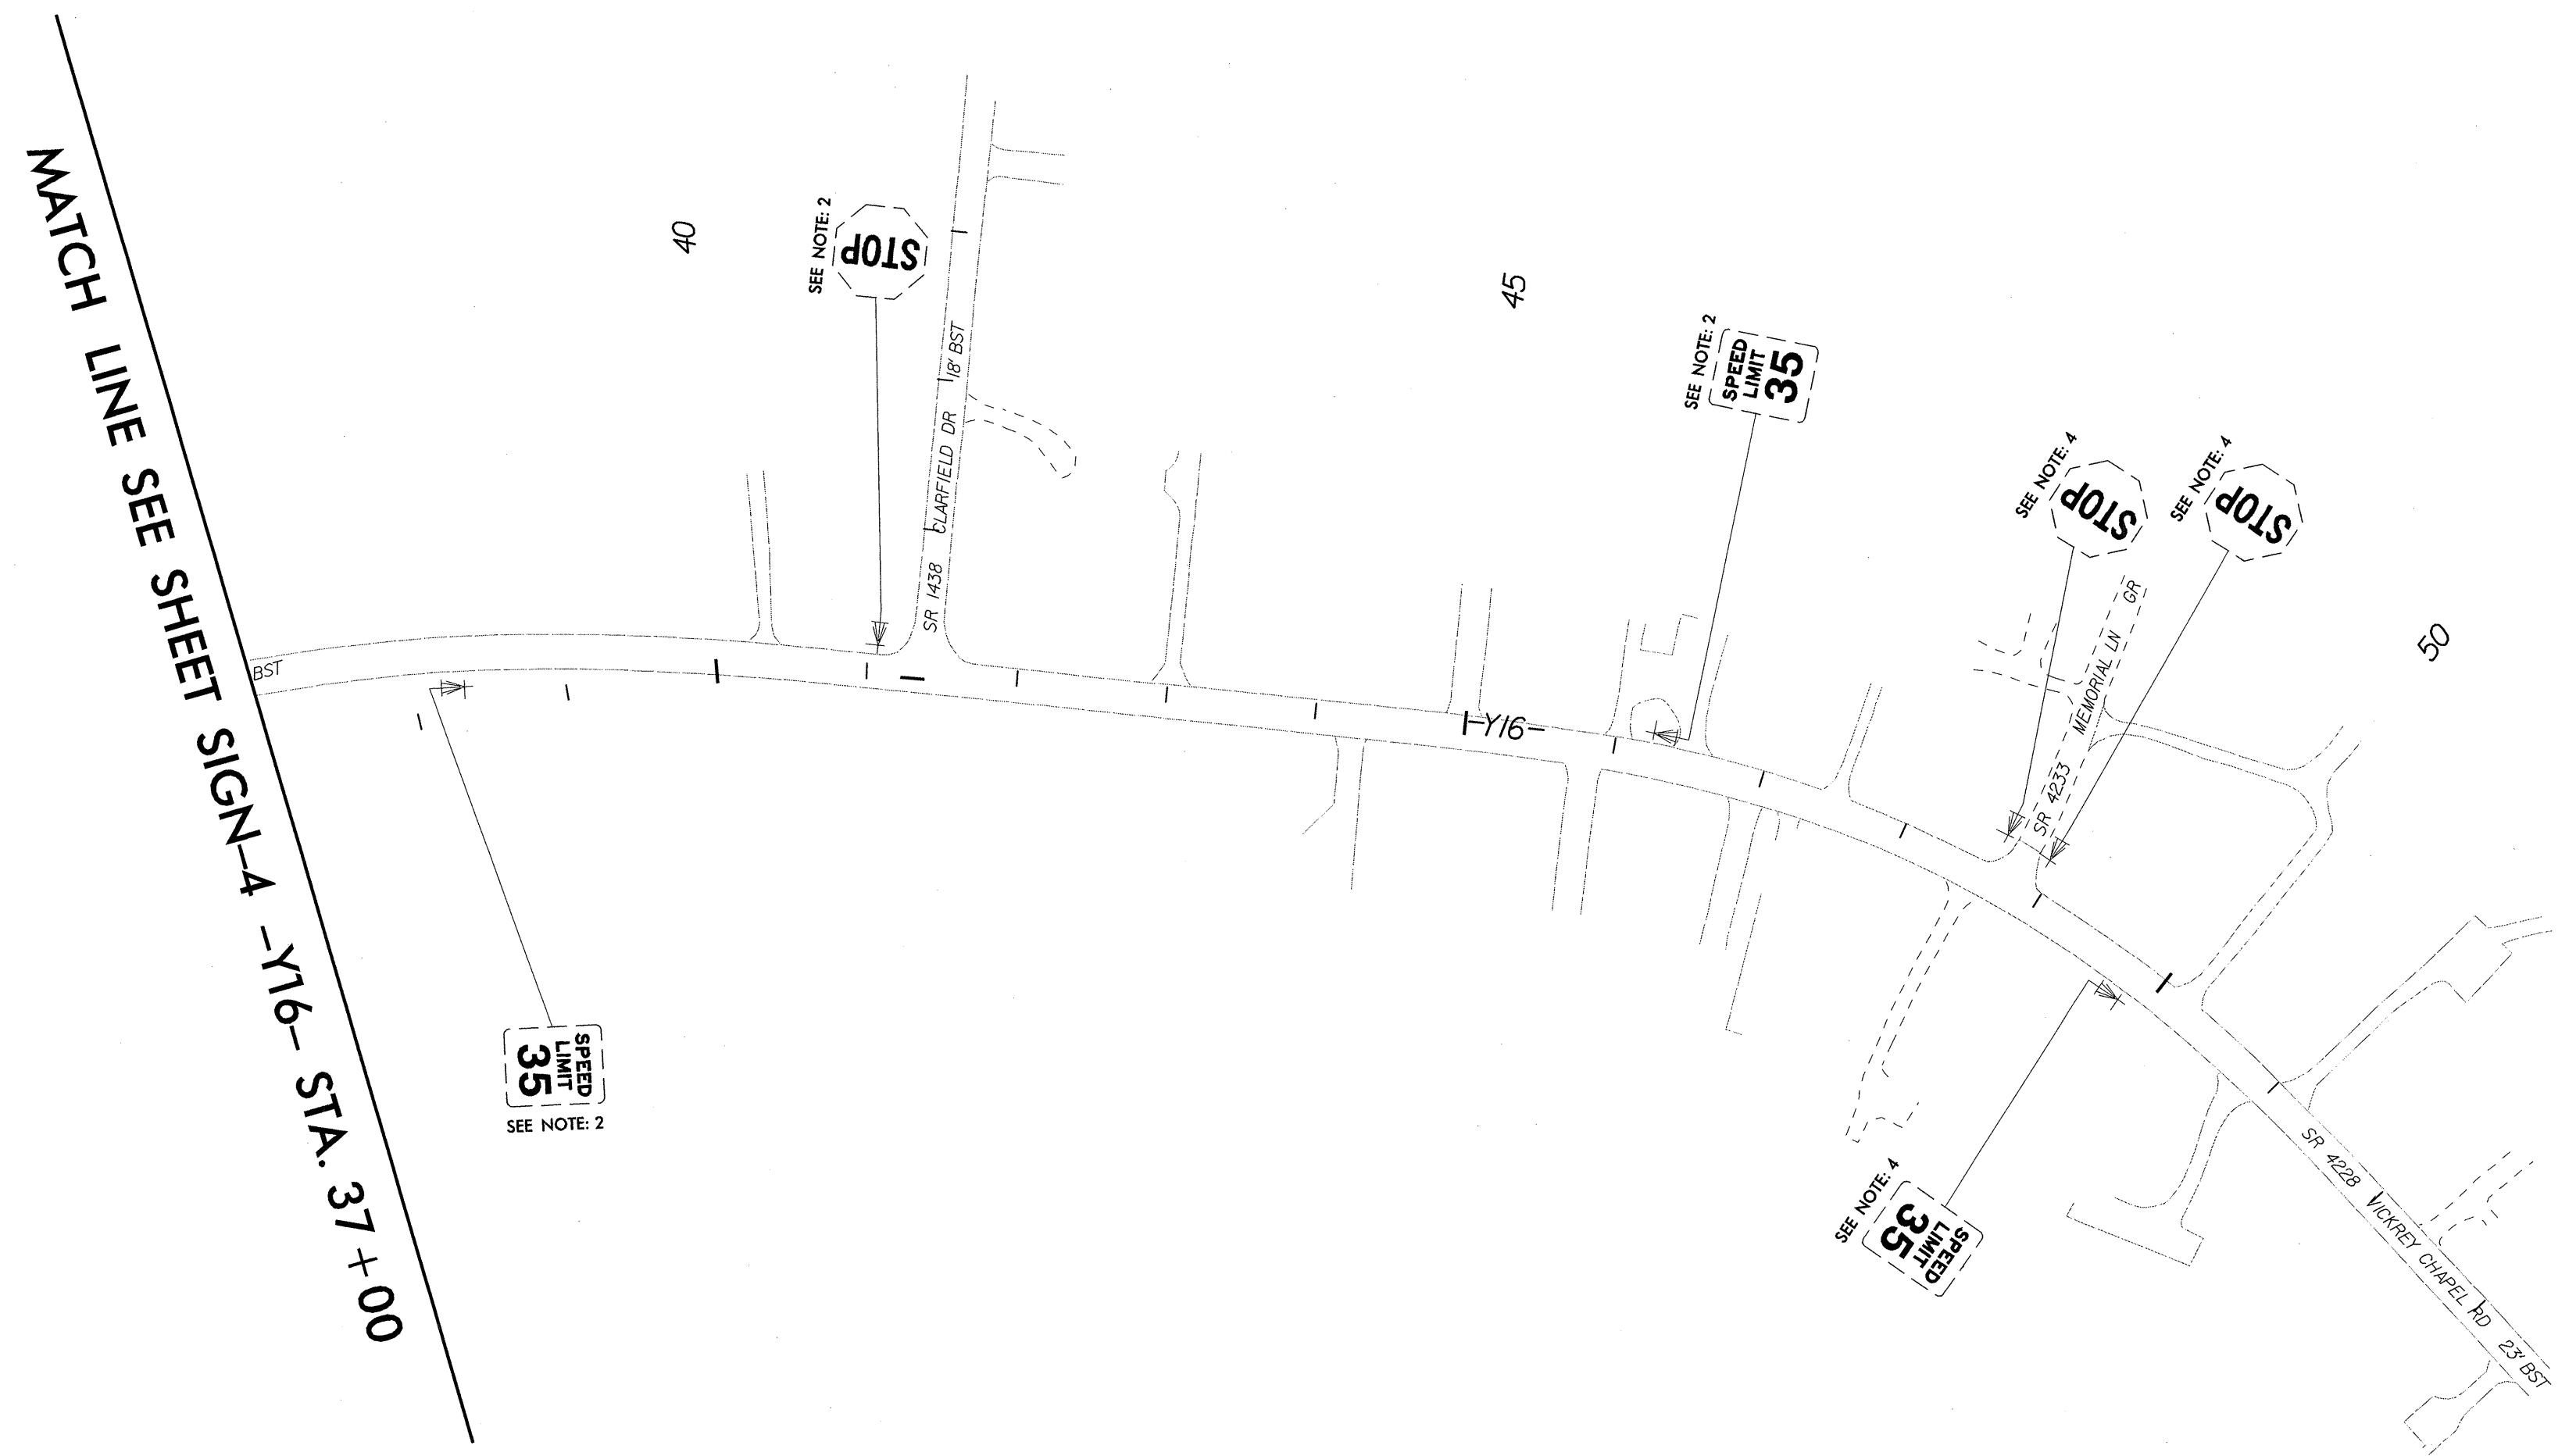 MATCH LINE SEE SHEET SIGN-4 -Y16- STA. 37+00
40
SEE NOTE: 2
STOP
45
SEE NOTE: 2
SPEED
LIMIT
35
SEE NOTE: 4
STOP
SEE NOTE: 4
STOP
50
SR 1438 CLARFIELD DR 18' BST
BST
-Y16-
SR 4233 MEMORIAL LN GR
SPEED
LIMIT
35
SEE NOTE: 2
SEE NOTE: 4
SPEED
LIMIT
35
SR 4228 VICKREY CHAPEL RD 23' BST